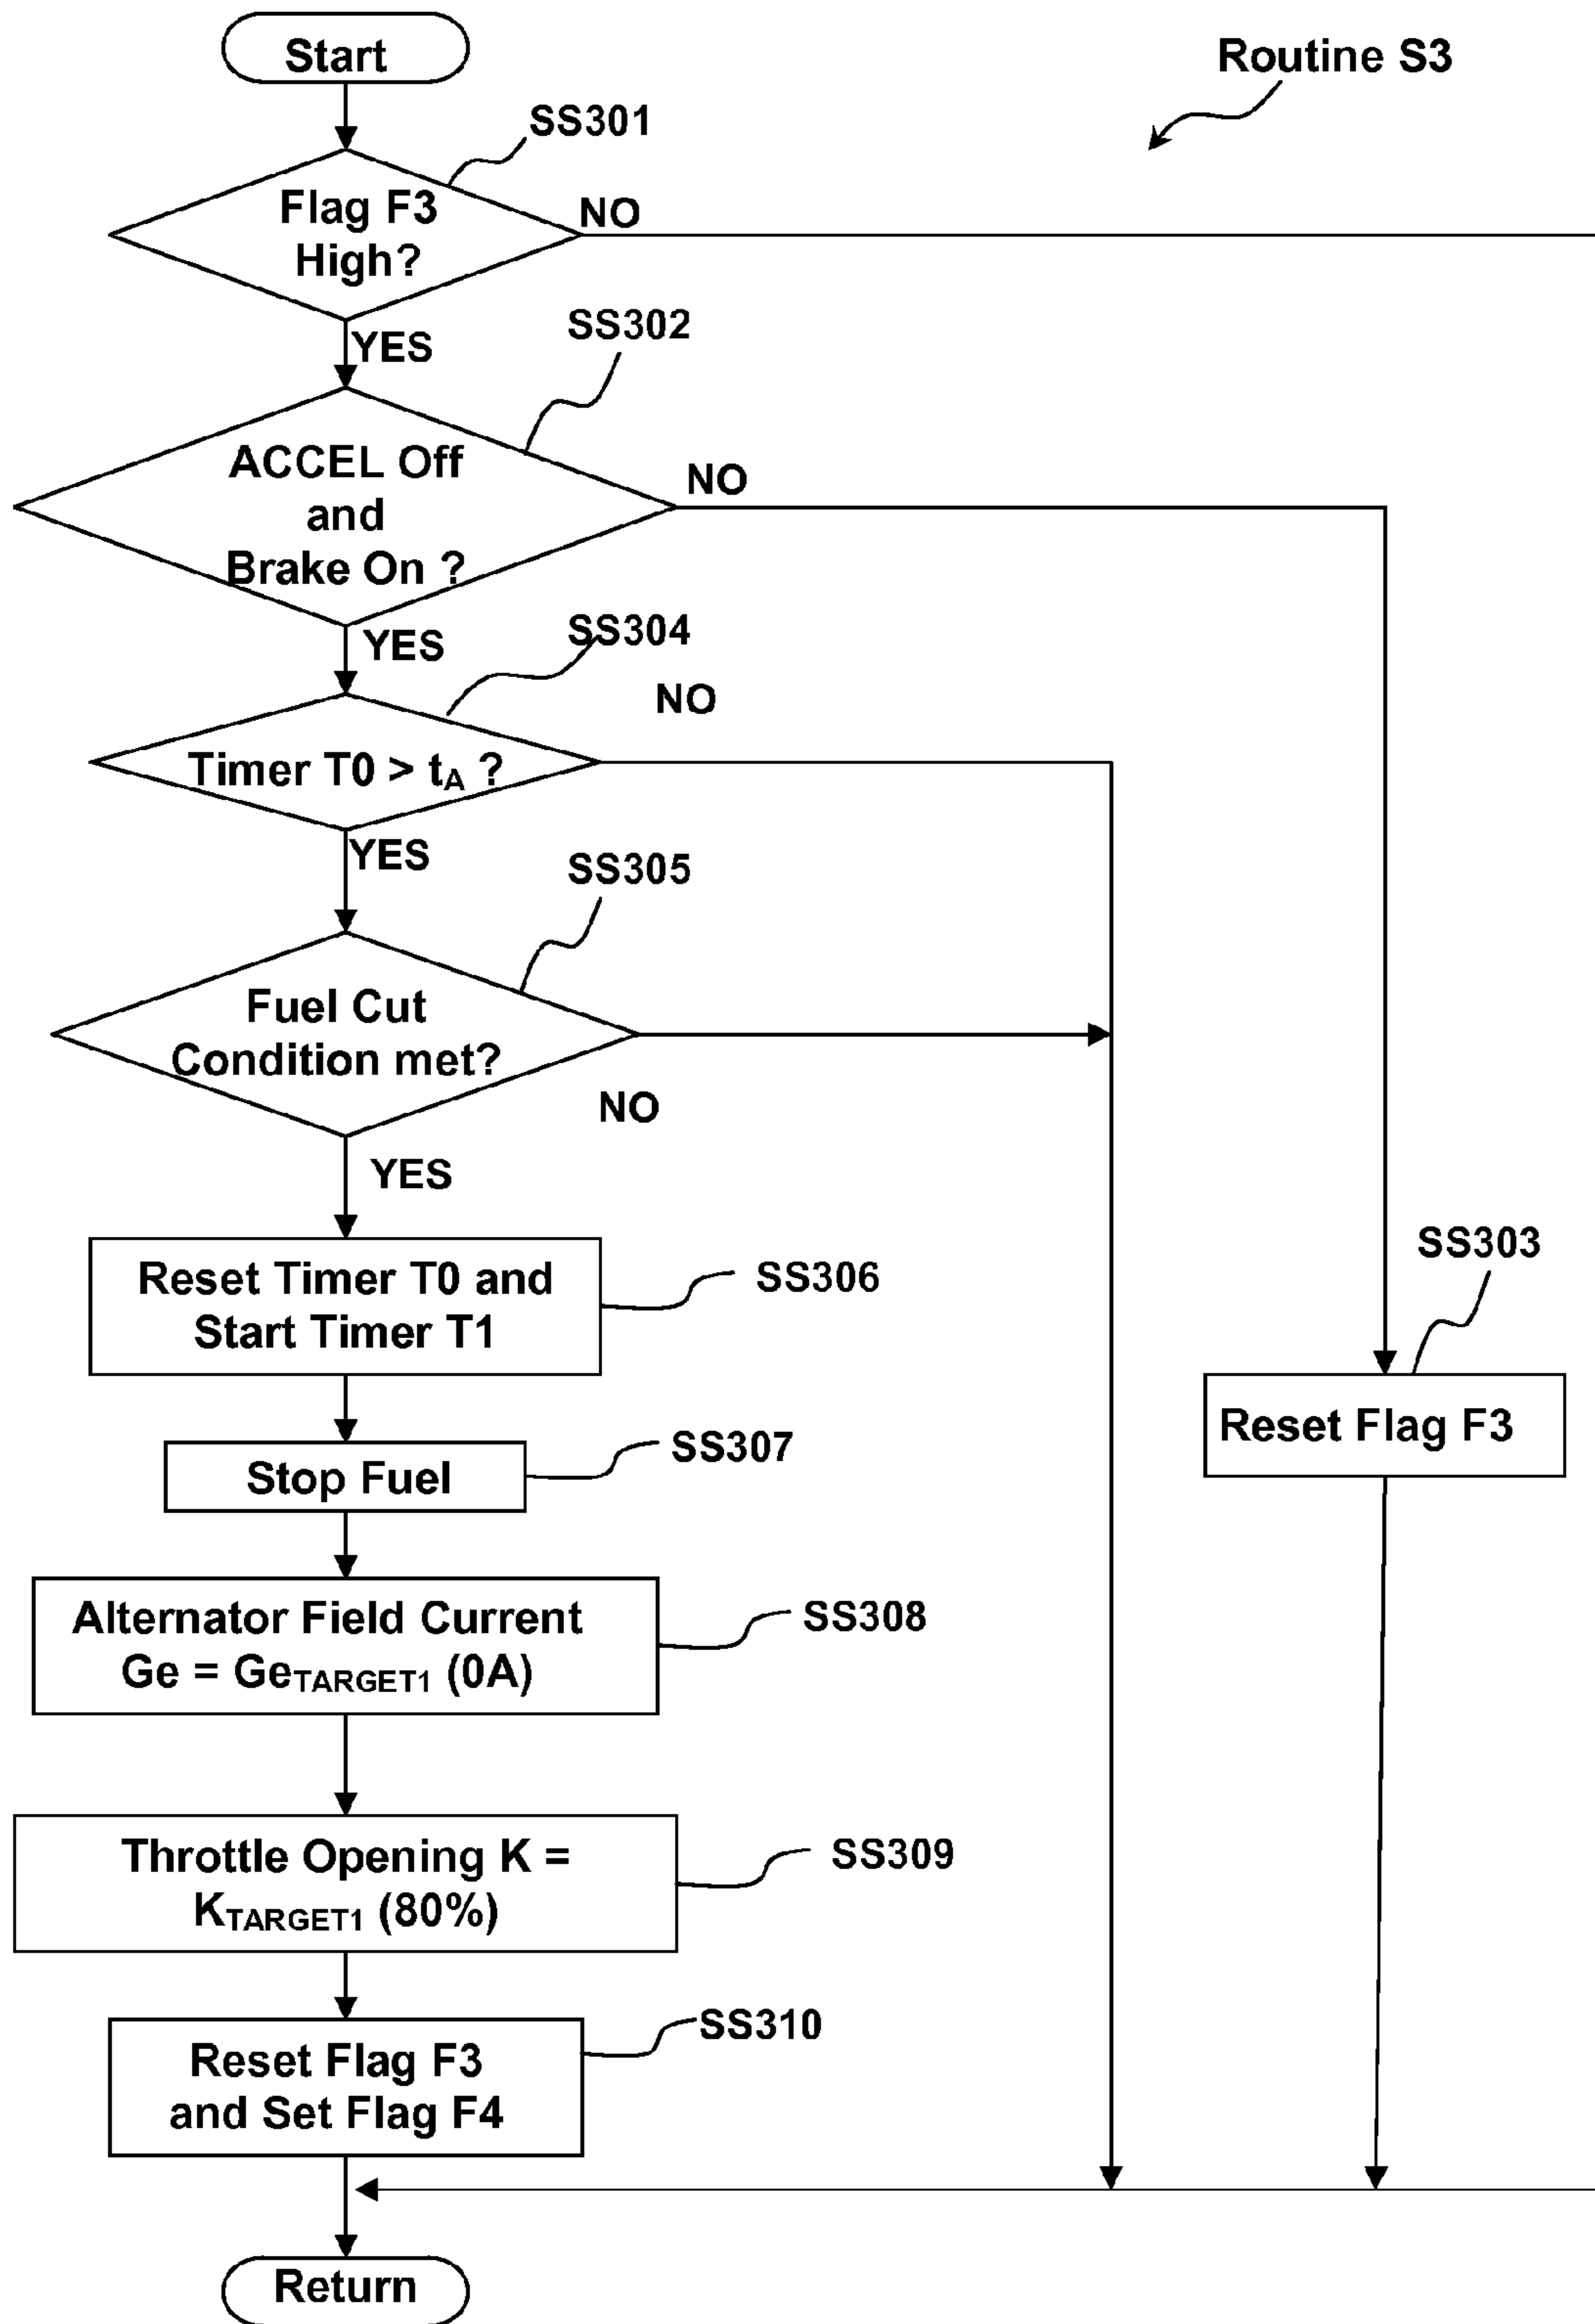 Start
Routine S3
SS301
Flag F3
High?
NO
YES
SS302
ACCEL Off
and
Brake On ?
NO
YES
SS304
NO
Timer T0 > tA ?
YES
SS305
Fuel Cut
Condition met?
NO
YES
Reset Timer T0 and
Start Timer T1
SS306
SS303
Reset Flag F3
Stop Fuel
SS307
Alternator Field Current
Ge = GeTARGET1 (0A)
SS308
Throttle Opening K =
KTARGET1 (80%)
SS309
Reset Flag F3
and Set Flag F4
SS310
Return